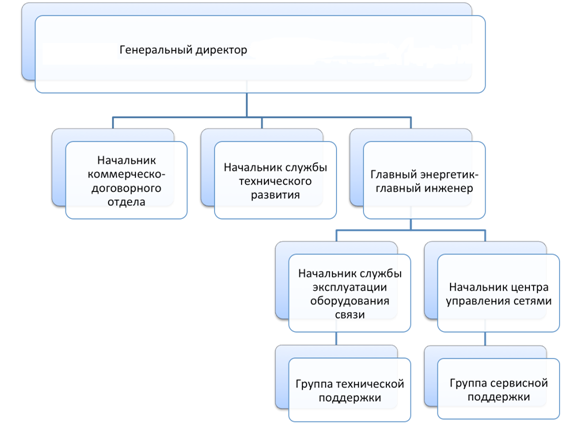 Генеральный директор
Начальник
коммерческо-
договорного
отдела
Начальник службы
технического
развития
Главный энергетик-
главный инженер
Начальник службы
эксплуатации
оборудования
связи
Начальник центра
управления сетями
Группа технической
поддержки
Группа сервисной
поддержки